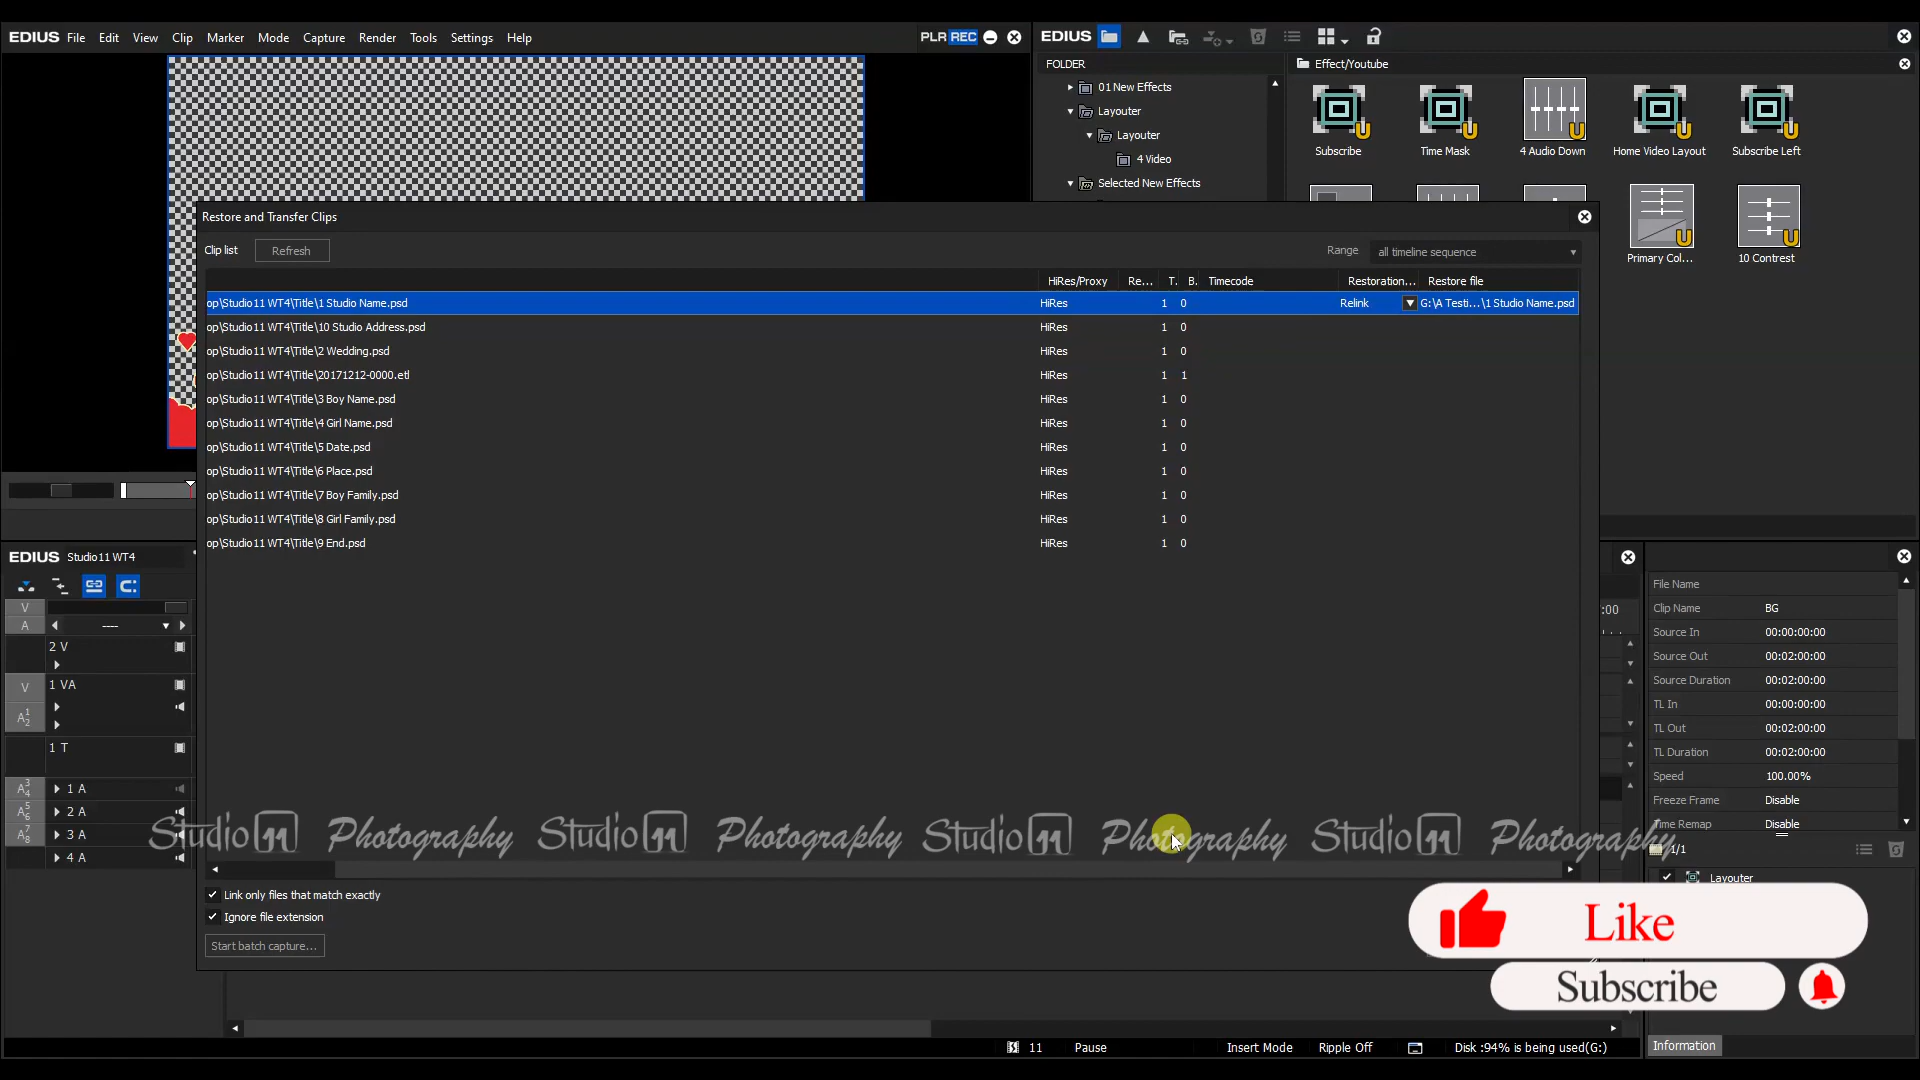 EDIUS File Edit View Clip Marker Mode Capture Render Tools Settings Help PLR REC
EDIUS
FOLDER
01 New Effects
Layouter
Layouter
4 Video
Selected New Effects
Effect/Youtube
Subscribe Time Mask 4 Audio Down Home Video Layout Subscribe Left
Primary Col... 10 Contrest
Restore and Transfer Clips
Clip list Refresh Range all timeline sequence
HiRes/Proxy Re... T. B. Timecode Restoration... Restore file
op\Studio11 WT4\Title\1 Studio Name.psd HiRes 1 0 Relink G:\A Testi...\1 Studio Name.psd
op\Studio11 WT4\Title\10 Studio Address.psd HiRes 1 0
op\Studio11 WT4\Title\2 Wedding.psd HiRes 1 0
op\Studio11 WT4\Title\20171212-0000.etl HiRes 1 1
op\Studio11 WT4\Title\3 Boy Name.psd HiRes 1 0
op\Studio11 WT4\Title\4 Girl Name.psd HiRes 1 0
op\Studio11 WT4\Title\5 Date.psd HiRes 1 0
op\Studio11 WT4\Title\6 Place.psd HiRes 1 0
op\Studio11 WT4\Title\7 Boy Family.psd HiRes 1 0
op\Studio11 WT4\Title\8 Girl Family.psd HiRes 1 0
op\Studio11 WT4\Title\9 End.psd HiRes 1 0
Studio11 Photography Studio11 Photography Studio11 Photography Studio11 Photography
Link only files that match exactly
Ignore file extension
Start batch capture...
EDIUS Studio11 WT4
V
A ----
2 V
V 1 VA
A 1 2
1 T
A 3 4 1 A
A 5 6 2 A
A 7 8 3 A
4 A
:00
File Name
Clip Name BG
Source In 00:00:00:00
Source Out 00:02:00:00
Source Duration 00:02:00:00
TL In 00:00:00:00
TL Out 00:02:00:00
TL Duration 00:02:00:00
Speed 100.00%
Freeze Frame Disable
Time Remap Disable
1/1
Layouter
Like
Subscribe
11 Pause Insert Mode Ripple Off Disk :94% is being used(G:)
Information